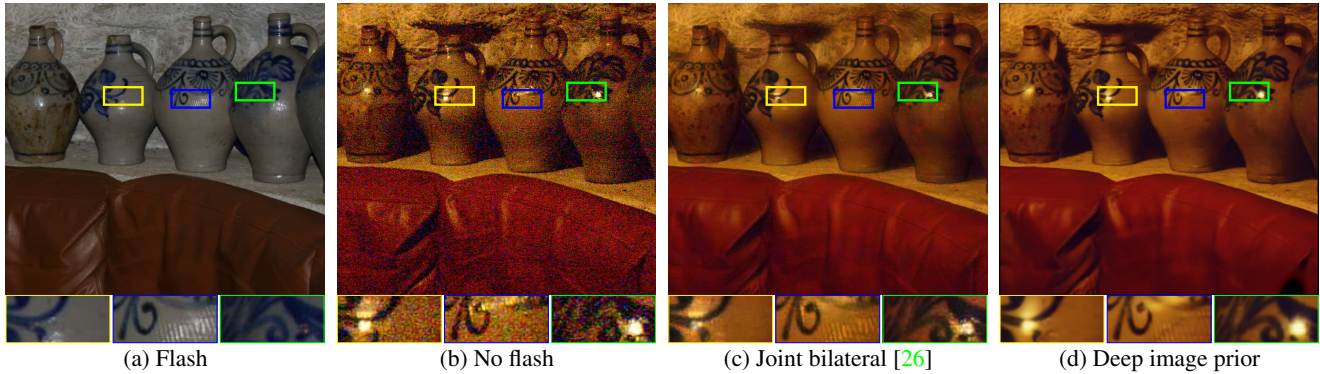 (a) Flash
(b) No flash
(c) Joint bilateral [26]
(d) Deep image prior